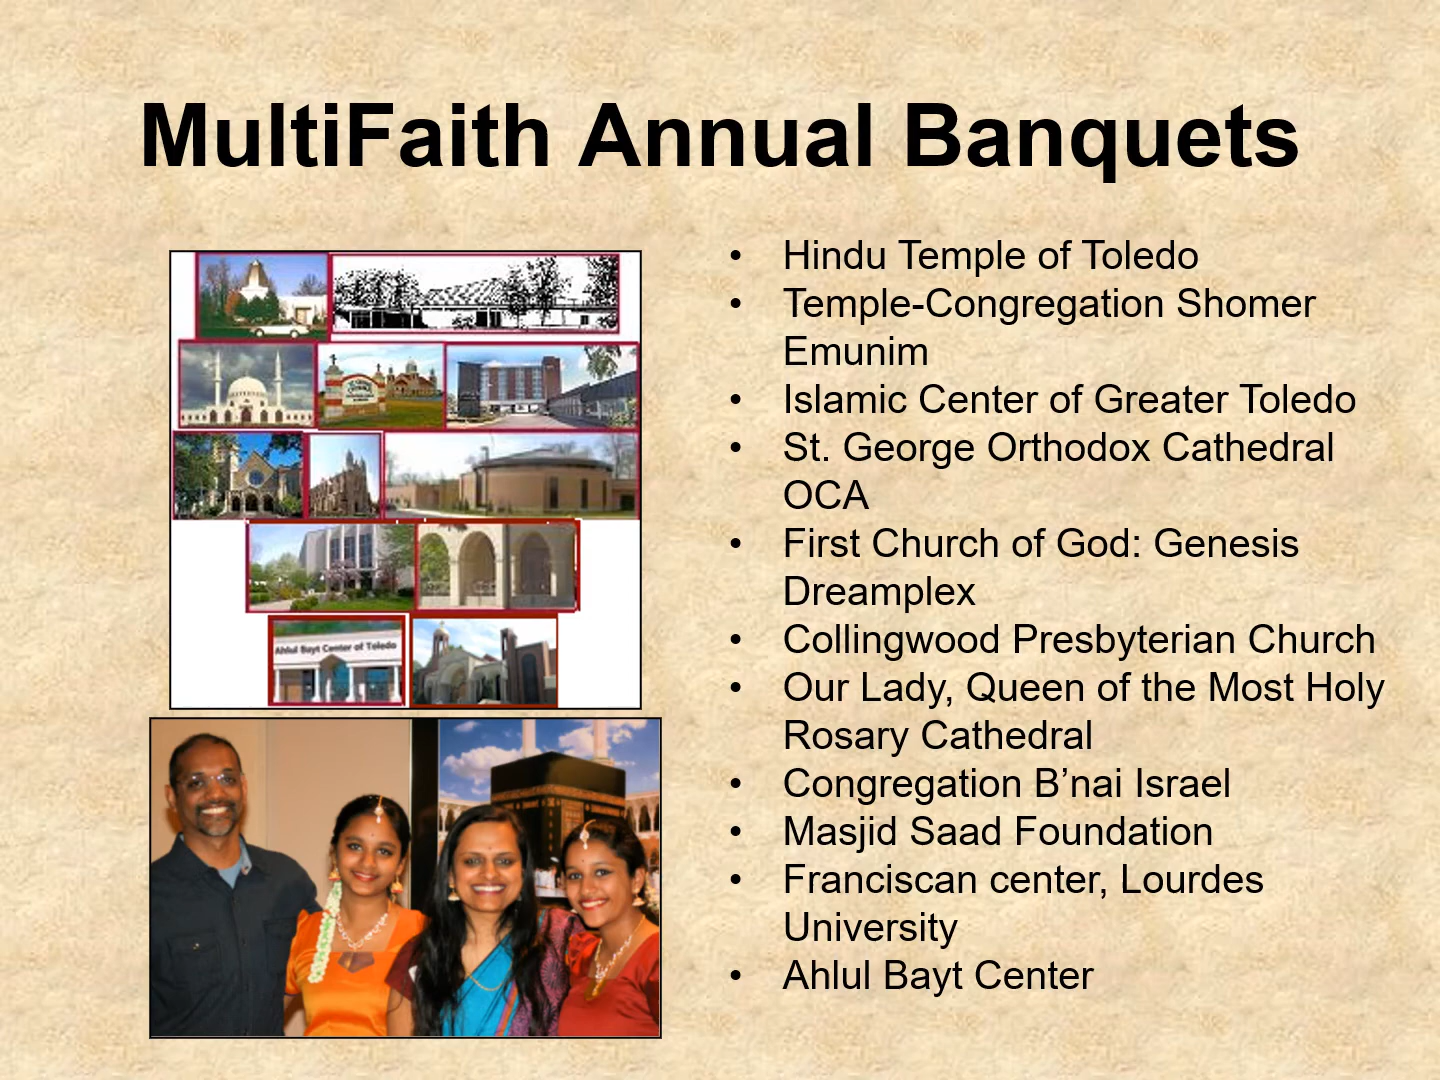 MultiFaith Annual Banquets
• Hindu Temple of Toledo
• Temple-Congregation Shomer
Emunim
• Islamic Center of Greater Toledo
• St. George Orthodox Cathedral
OCA
• First Church of God: Genesis
Dreamplex
• Collingwood Presbyterian Church
• Our Lady, Queen of the Most Holy
Rosary Cathedral
• Congregation B’nai Israel
• Masjid Saad Foundation
• Franciscan center, Lourdes
University
• Ahlul Bayt Center
Ahlul Bayt Center of Toledo